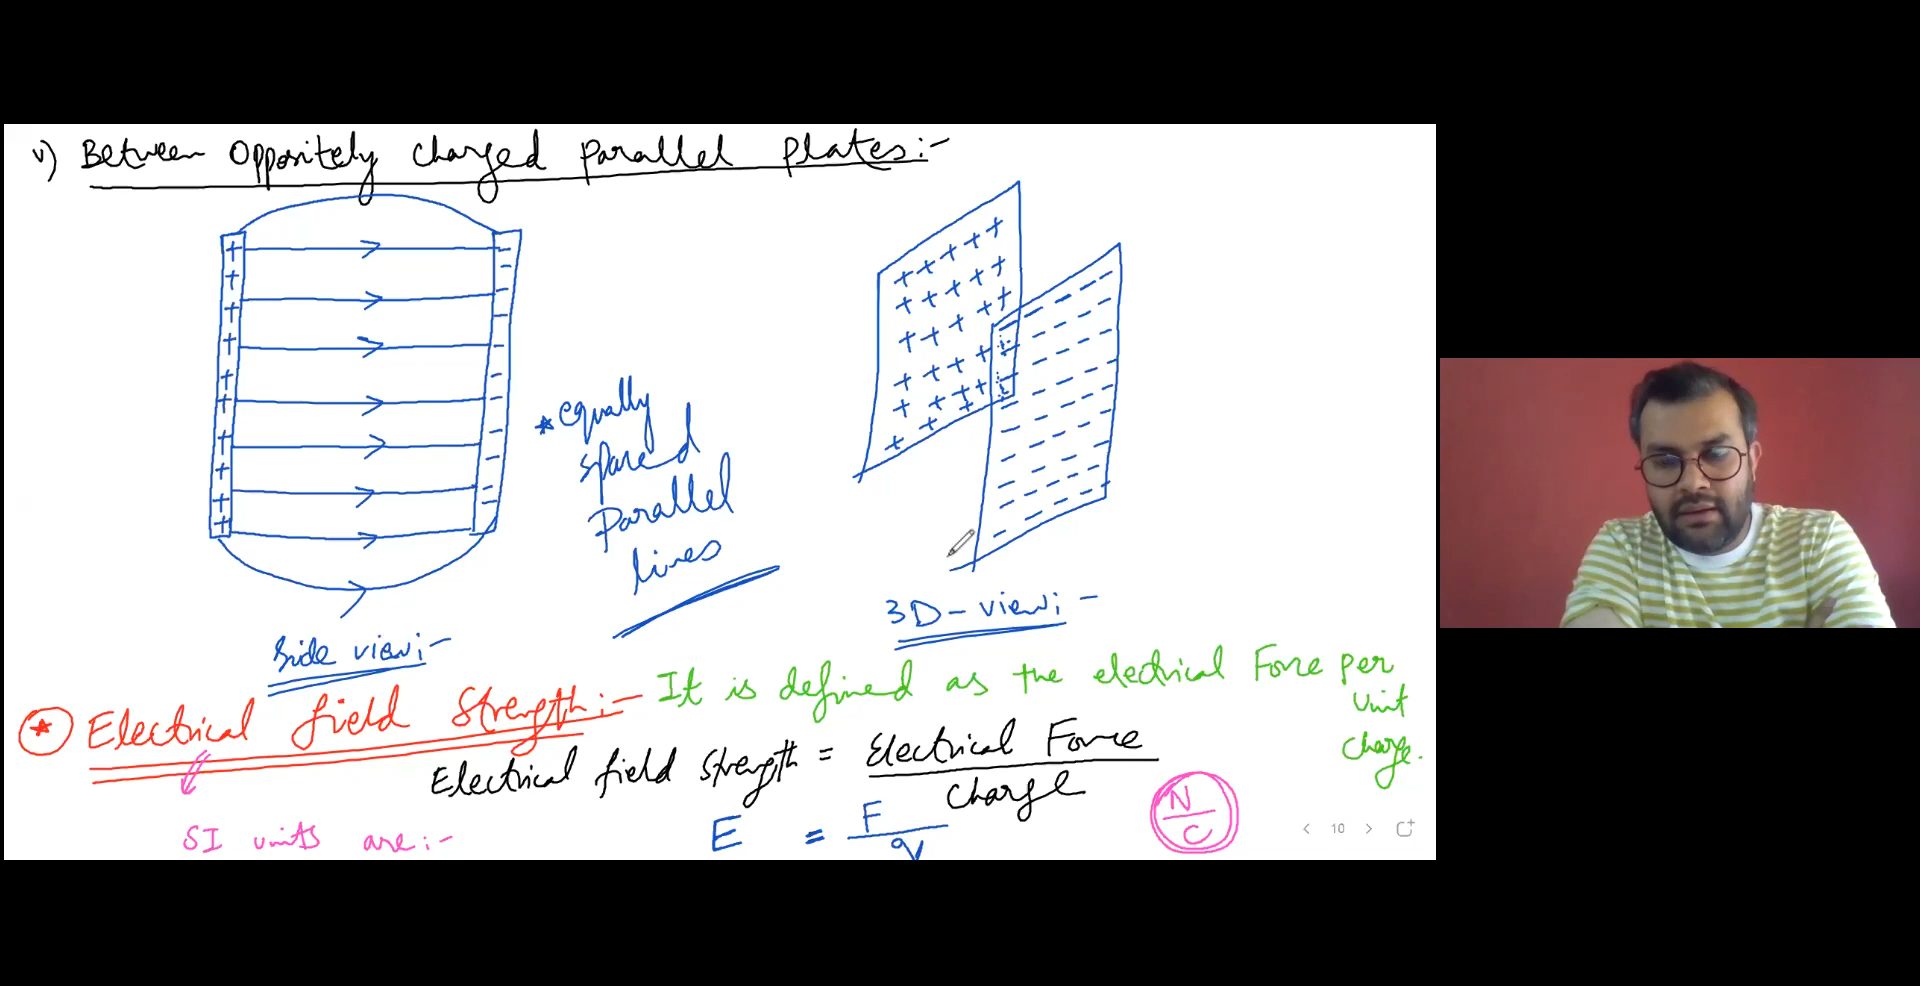 v) Between Oppositely charged parallel plates:-
* equally
spaced
parallel
lines
Side view:-
3D-view:-
* Electrical field Strength:- It is defined as the electrical Force per
unit
charge.
Electrical field strength = Electrical Force
Charge
E = F
q
N
C
SI units are:-
< 10 >